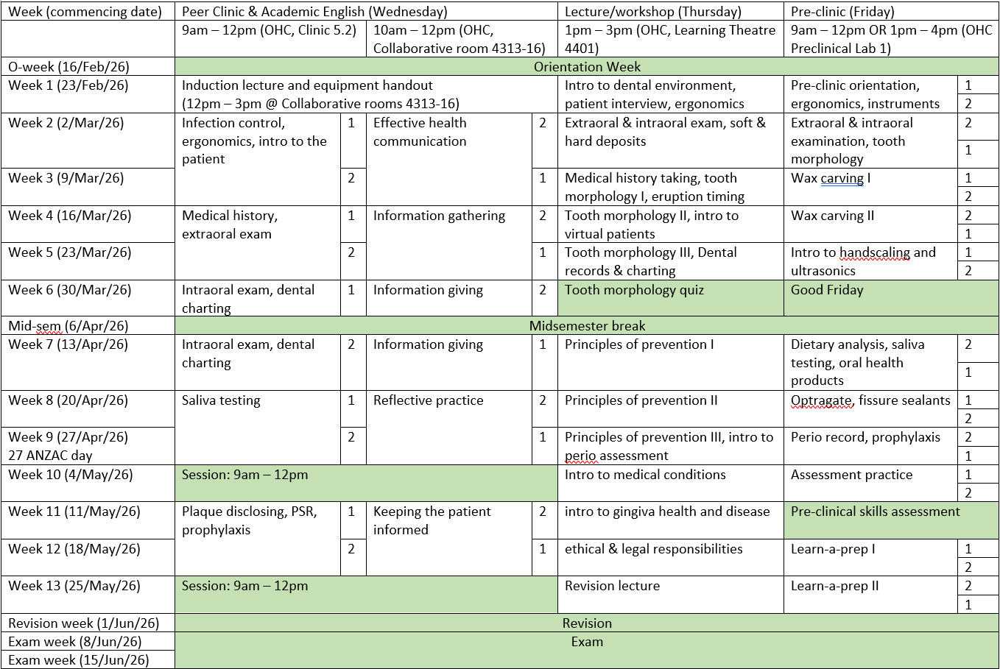 Week (commencing date) Peer Clinic & Academic English (Wednesday) Lecture/workshop (Thursday) Pre-clinic (Friday)
9am – 12pm (OHC, Clinic 5.2) 10am – 12pm (OHC, 1pm – 3pm (OHC, Learning Theatre 9am – 12pm OR 1pm – 4pm (OHC
Collaborative room 4313-16) 4401) Preclinical Lab 1)
O-week (16/Feb/26) Orientation Week
Week 1 (23/Feb/26) Induction lecture and equipment handout Intro to dental environment, Pre-clinic orientation, 1
(12pm – 3pm @ Collaborative rooms 4313-16) patient interview, ergonomics ergonomics, instruments 2
Week 2 (2/Mar/26) Infection control, 1 Effective health 2 Extraoral & intraoral exam, soft & Extraoral & intraoral 2
ergonomics, intro to the communication hard deposits examination, tooth
patient morphology 1
Week 3 (9/Mar/26) 2 1 Medical history taking, tooth Wax carving I 1
morphology I, eruption timing 2
Week 4 (16/Mar/26) Medical history, 1 Information gathering 2 Tooth morphology II, intro to Wax carving II 2
extraoral exam virtual patients 1
Week 5 (23/Mar/26) 2 1 Tooth morphology III, Dental Intro to handscaling and 1
records & charting ultrasonics 2
Week 6 (30/Mar/26) Intraoral exam, dental 1 Information giving 2 Tooth morphology quiz Good Friday
charting
Mid-sem (6/Apr/26) Midsemester break
Week 7 (13/Apr/26) Intraoral exam, dental 2 Information giving 1 Principles of prevention I Dietary analysis, saliva 2
charting testing, oral health
products 1
Week 8 (20/Apr/26) Saliva testing 1 Reflective practice 2 Principles of prevention II Optragate, fissure sealants 1
2
Week 9 (27/Apr/26) 2 1 Principles of prevention III, intro to Perio record, prophylaxis 2
27 ANZAC day perio assessment 1
Week 10 (4/May/26) Session: 9am – 12pm Intro to medical conditions Assessment practice 1
2
Week 11 (11/May/26) Plaque disclosing, PSR, 1 Keeping the patient 2 intro to gingiva health and disease Pre-clinical skills assessment
prophylaxis informed
Week 12 (18/May/26) 2 1 ethical & legal responsibilities Learn-a-prep I 1
2
Week 13 (25/May/26) Session: 9am – 12pm Revision lecture Learn-a-prep II 2
1
Revision week (1/Jun/26) Revision
Exam week (8/Jun/26) Exam
Exam week (15/Jun/26)